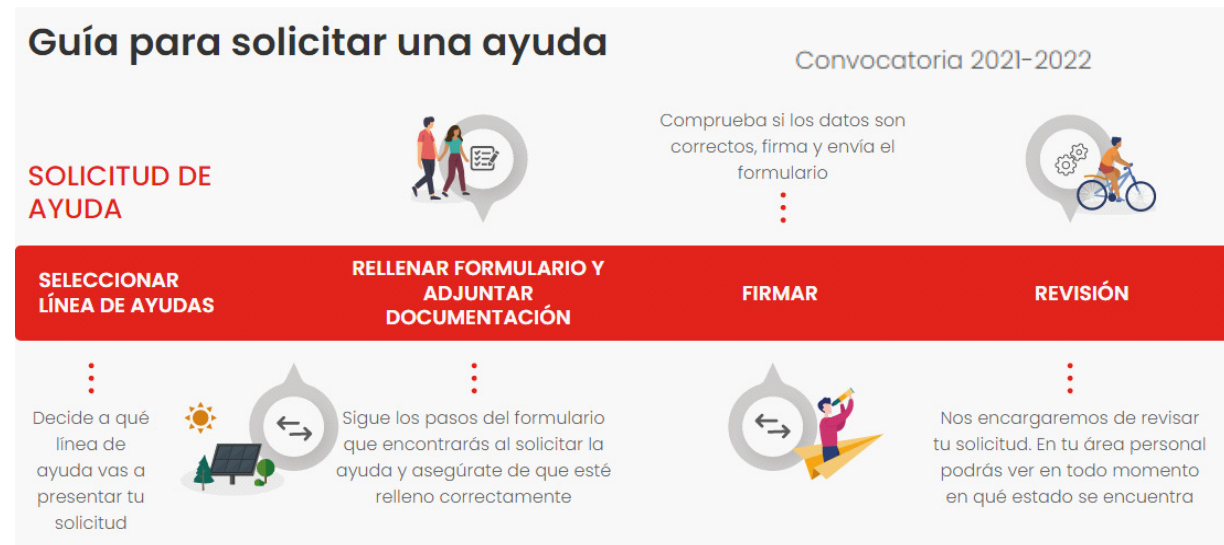 Guía para solicitar una ayuda
Convocatoria 2021-2022
SOLICITUD DE
AYUDA
Comprueba si los datos son
correctos, firma y envía el
formulario
SELECCIONAR
LÍNEA DE AYUDAS
RELLENAR FORMULARIO Y
ADJUNTAR
DOCUMENTACIÓN
FIRMAR
REVISIÓN
Decide a qué
línea de
ayuda vas a
presentar tu
solicitud
Sigue los pasos del formulario
que encontrarás al solicitar la
ayuda y asegúrate de que esté
relleno correctamente
Nos encargaremos de revisar
tu solicitud. En tu área personal
podrás ver en todo momento
en qué estado se encuentra